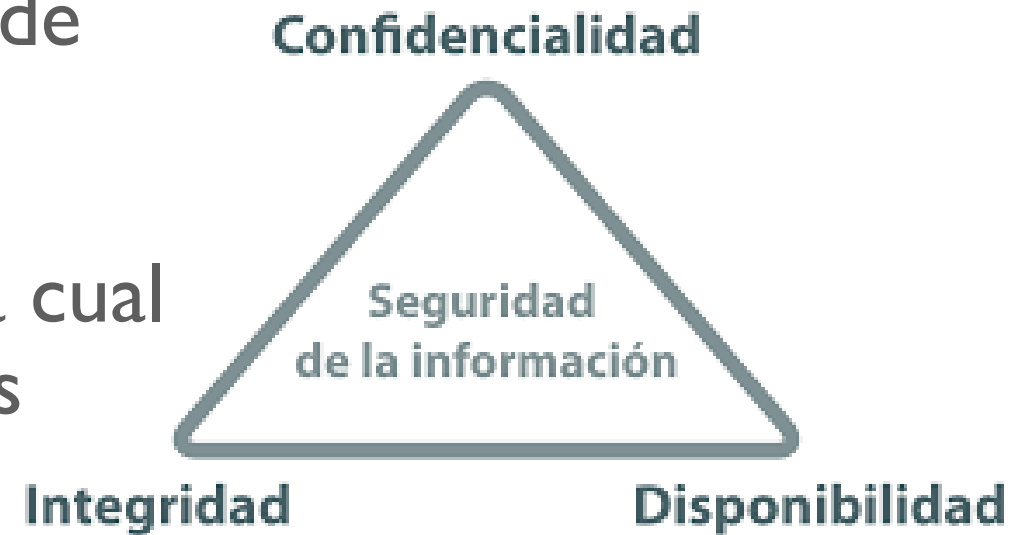 de
Confidencialidad
cual
Seguridad
de la información
s
Integridad
Disponibilidad